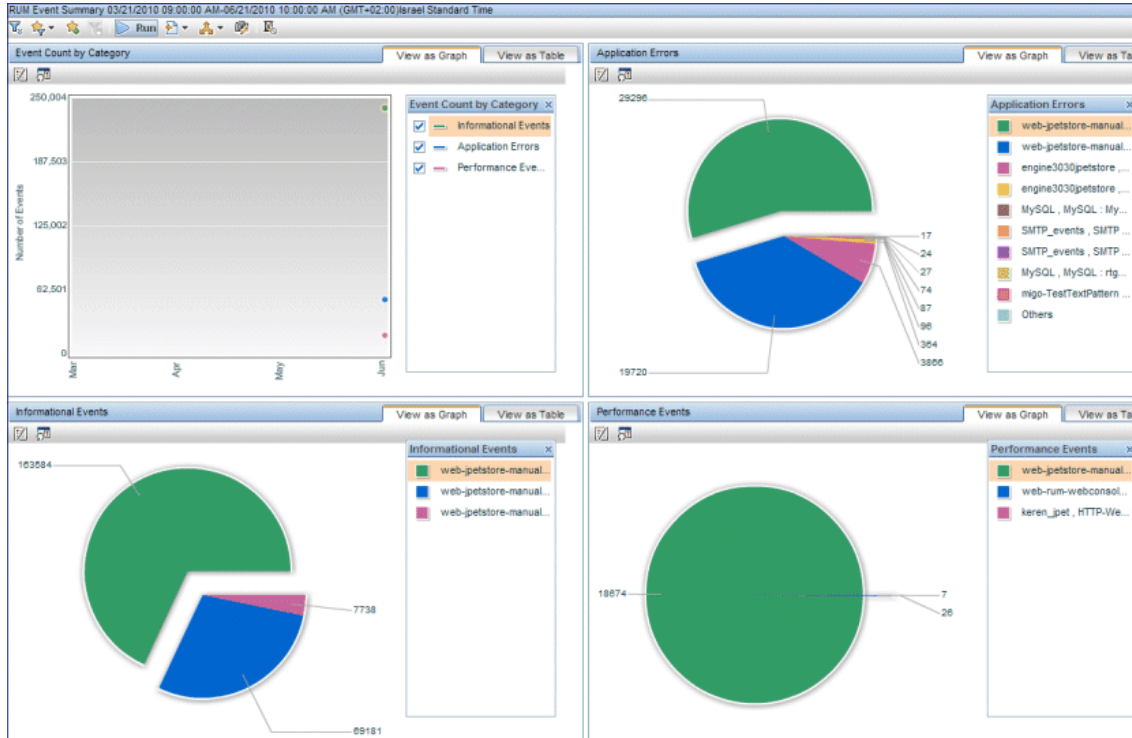 RUM Event Summary 03/21/2010 09:00:00 AM-06/21/2010 10:00:00 AM (GMT+02:00)Israel Standard Time
Run
Event Count by Category
View as Graph
View as Table
250,004
187,503
125,002
62,501
0
Number of Events
Mar
Apr
May
Jun
Event Count by Category
Informational Events
Application Errors
Performance Eve...
Application Errors
View as Graph
View as Ta
29296
17
24
27
74
87
96
364
3866
19720
Application Errors
web-jpetstore-manual...
web-jpetstore-manual...
engine3030jpetstore ,...
engine3030jpetstore ,...
MySQL , MySQL : My...
SMTP_events , SMTP ...
SMTP_events , SMTP ...
MySQL , MySQL : rtg...
migo-TestTextPattern ...
Others
Informational Events
View as Graph
View as Table
163684
7738
69181
Informational Events
web-jpetstore-manual...
web-jpetstore-manual...
web-jpetstore-manual...
Performance Events
View as Graph
View as Ta
18674
7
26
Performance Events
web-jpetstore-manual...
web-rum-webconsol...
keren_jpet , HTTP-We...